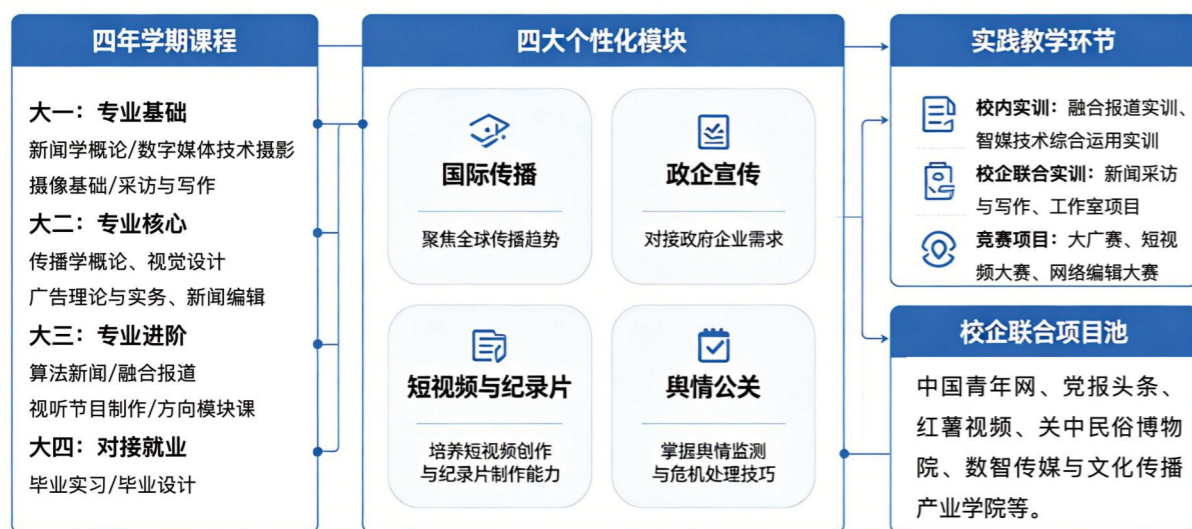 四年学期课程
大一：专业基础
新闻学概论/数字媒体技术摄影
摄像基础/采访与写作
大二：专业核心
传播学概论、视觉设计
广告理论与实务、新闻编辑
大三：专业进阶
算法新闻/融合报道
视听节目制作/方向模块课
大四：对接就业
毕业实习/毕业设计
四大个性化模块
国际传播
聚焦全球传播趋势
政企宣传
对接政府企业需求
短视频与纪录片
培养短视频创作
与纪录片制作能力
舆情公关
掌握舆情监测
与危机处理技巧
实践教学环节
校内实训：融合报道实训、
智媒技术综合运用实训
校企联合实训：新闻采访
与写作、工作室项目
竞赛项目：大广赛、短视
频大赛、网络编辑大赛
校企联合项目池
中国青年网、党报头条、
红薯视频、关中民俗博物
院、数智传媒与文化传播
产业学院等。